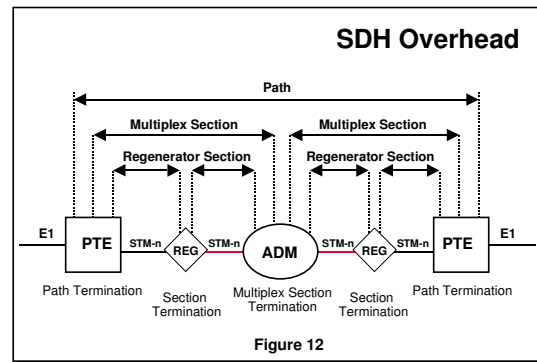 SDH Overhead
Path
Multiplex Section Multiplex Section
Regenerator Section Regenerator Section
E1 PTE STM-n REG STM-n ADM STM-n REG STM-n PTE E1
Path Termination Section Termination Multiplex Section Termination Section Termination Path Termination
Figure 12